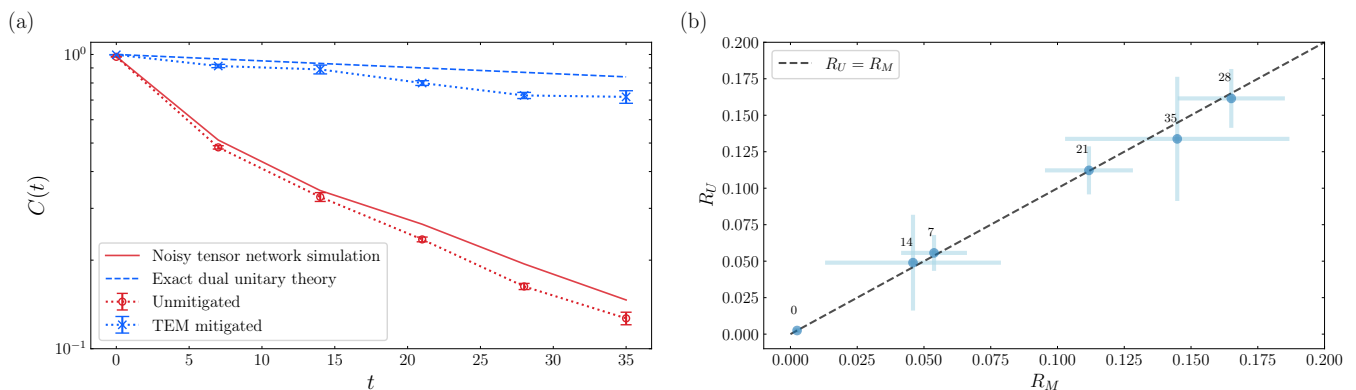 (a)
10⁰
10⁻¹
C(t)
0 5 10 15 20 25 30 35
t
Noisy tensor network simulation
Exact dual unitary theory
Unmitigated
TEM mitigated
(b)
0.200
0.175
0.150
0.125
0.100
0.075
0.050
0.025
0.000
R_U
R_U = R_M
28
35
21
14
7
0
0.000 0.025 0.050 0.075 0.100 0.125 0.150 0.175 0.200
R_M